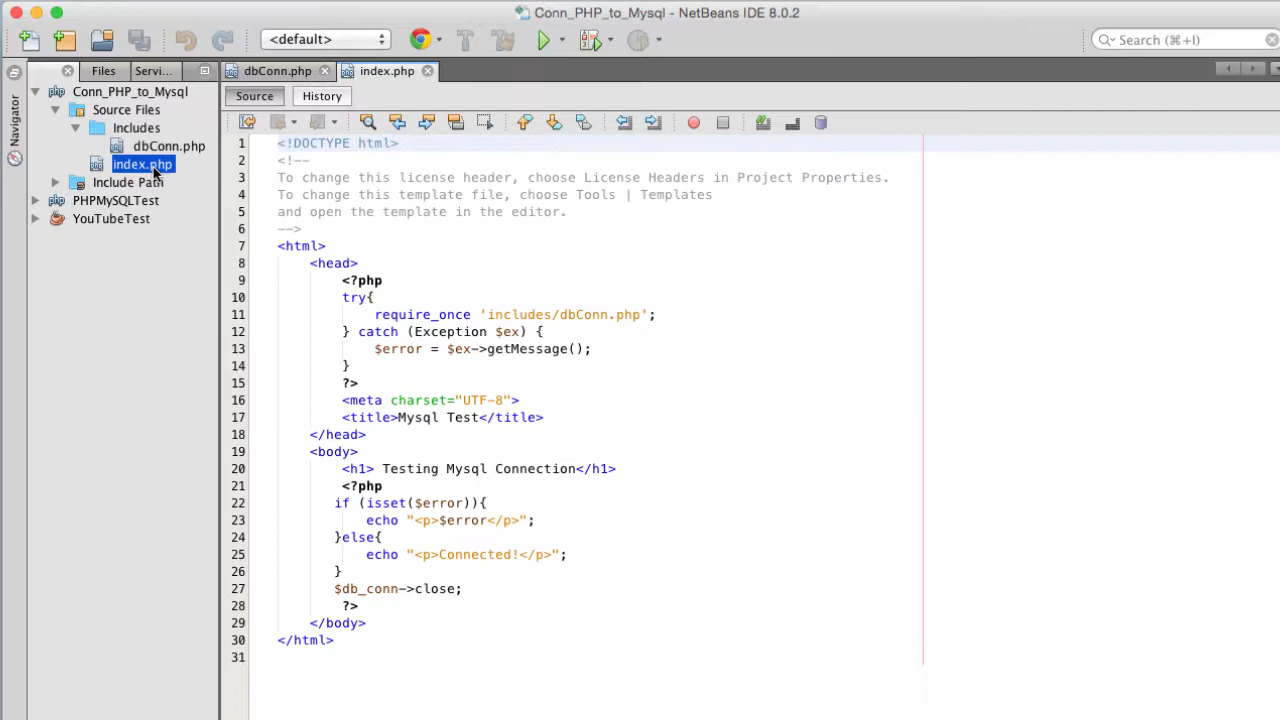 Conn_PHP_to_Mysql - NetBeans IDE 8.0.2
<default>
Search (⌘+I)
Files
Servi...
dbConn.php
index.php
Source
History
Navigator
Conn_PHP_to_Mysql
Source Files
Includes
dbConn.php
index.php
Include Path
PHPMySQLTest
YouTubeTest
1 <!DOCTYPE html>
2 <!--
3 To change this license header, choose License Headers in Project Properties.
4 To change this template file, choose Tools | Templates
5 and open the template in the editor.
6 -->
7 <html>
8 <head>
9 <?php
10 try{
11 require_once 'includes/dbConn.php';
12 } catch (Exception $ex) {
13 $error = $ex->getMessage();
14 }
15 ?>
16 <meta charset="UTF-8">
17 <title>Mysql Test</title>
18 </head>
19 <body>
20 <h1> Testing Mysql Connection</h1>
21 <?php
22 if (isset($error)){
23 echo "<p>$error</p>";
24 }else{
25 echo "<p>Connected!</p>";
26 }
27 $db_conn->close;
28 ?>
29 </body>
30 </html>
31